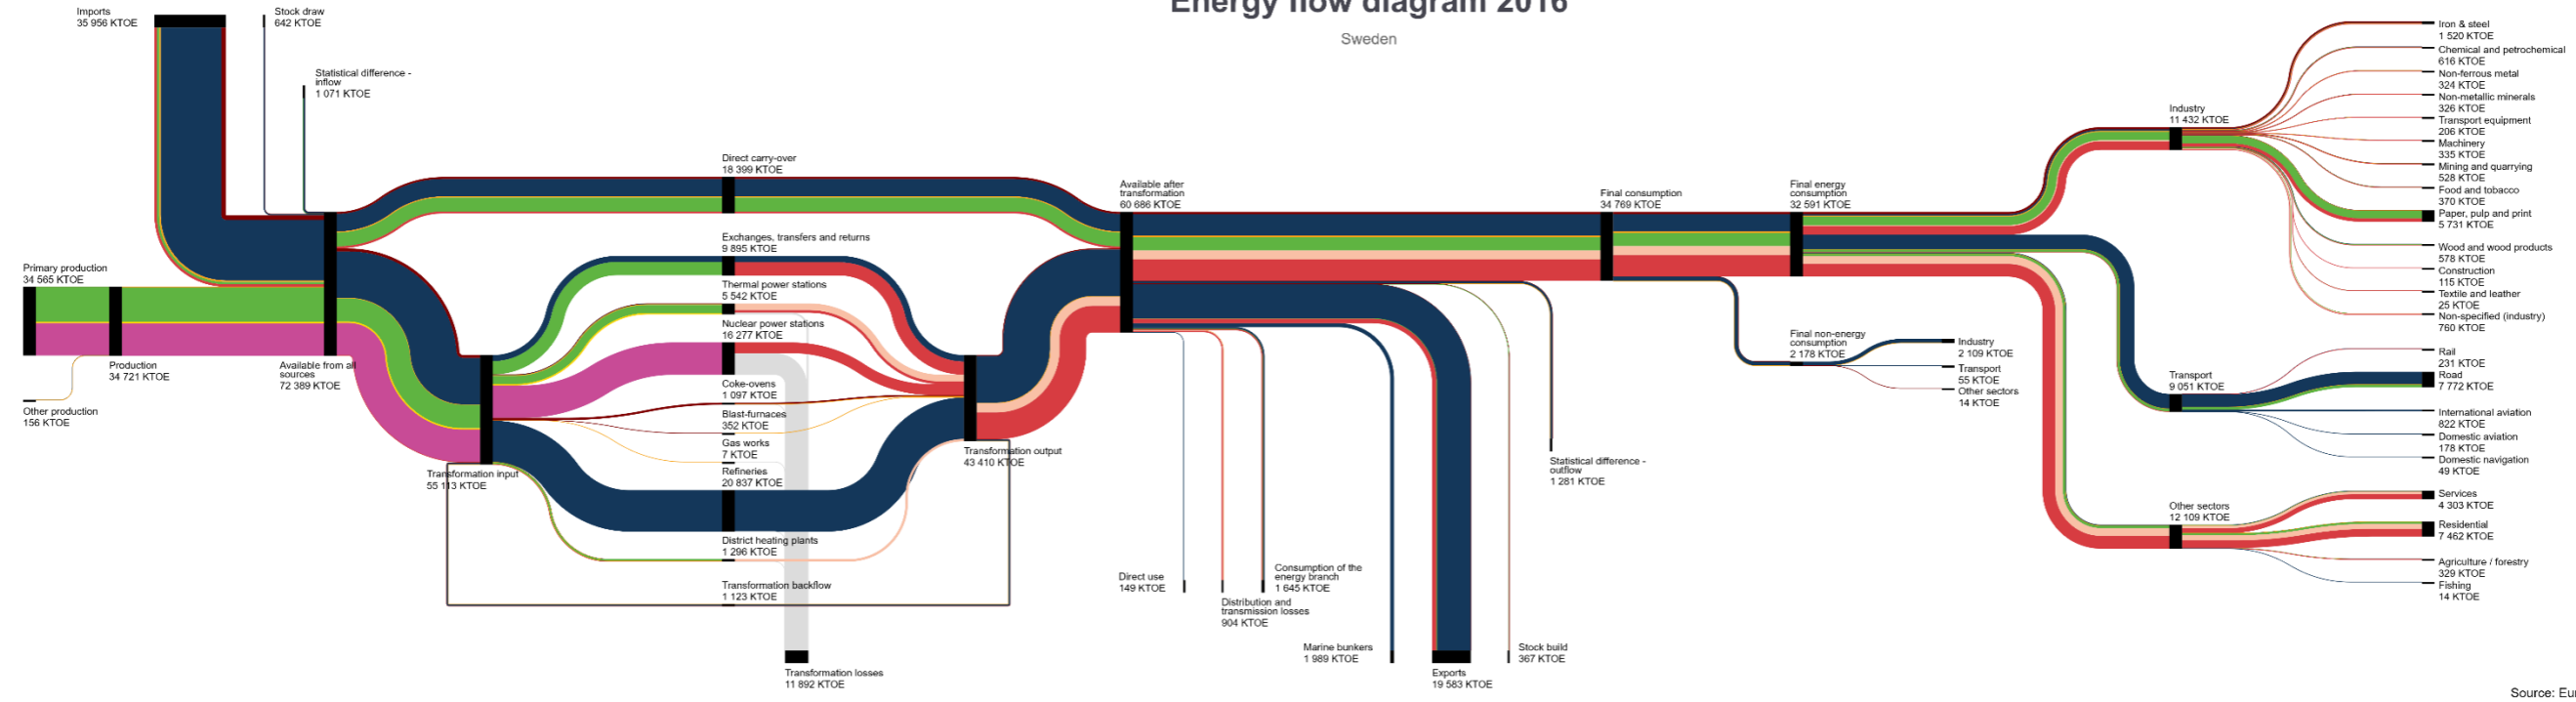 Energy flow diagram 2016
Sweden
Imports
35 956 KTOE
Stock draw
642 KTOE
Statistical difference -
inflow
1 071 KTOE
Primary production
34 565 KTOE
Production
34 721 KTOE
Other production
156 KTOE
Available from all
sources
72 389 KTOE
Direct carry-over
18 399 KTOE
Exchanges, transfers and returns
9 895 KTOE
Thermal power stations
5 542 KTOE
Nuclear power stations
16 277 KTOE
Coke-ovens
1 097 KTOE
Blast-furnaces
352 KTOE
Gas works
7 KTOE
Refineries
20 837 KTOE
District heating plants
1 296 KTOE
Transformation backflow
1 123 KTOE
Transformation input
55 113 KTOE
Transformation losses
11 892 KTOE
Transformation output
43 410 KTOE
Available after
transformation
60 686 KTOE
Direct use
149 KTOE
Distribution and
transmission losses
904 KTOE
Consumption of the
energy branch
1 645 KTOE
Marine bunkers
1 989 KTOE
Exports
19 583 KTOE
Stock build
367 KTOE
Statistical difference -
outflow
1 281 KTOE
Final consumption
34 769 KTOE
Final energy
consumption
32 591 KTOE
Final non-energy
consumption
2 178 KTOE
Industry
2 109 KTOE
Transport
55 KTOE
Other sectors
14 KTOE
Industry
11 432 KTOE
Transport
9 051 KTOE
Other sectors
12 109 KTOE
Iron & steel
1 520 KTOE
Chemical and petrochemical
616 KTOE
Non-ferrous metal
324 KTOE
Non-metallic minerals
326 KTOE
Transport equipment
206 KTOE
Machinery
335 KTOE
Mining and quarrying
528 KTOE
Food and tobacco
370 KTOE
Paper, pulp and print
5 731 KTOE
Wood and wood products
578 KTOE
Construction
115 KTOE
Textile and leather
25 KTOE
Non-specified (industry)
760 KTOE
Rail
231 KTOE
Road
7 772 KTOE
International aviation
822 KTOE
Domestic aviation
178 KTOE
Domestic navigation
49 KTOE
Services
4 303 KTOE
Residential
7 462 KTOE
Agriculture / forestry
329 KTOE
Fishing
14 KTOE
Source: Eu